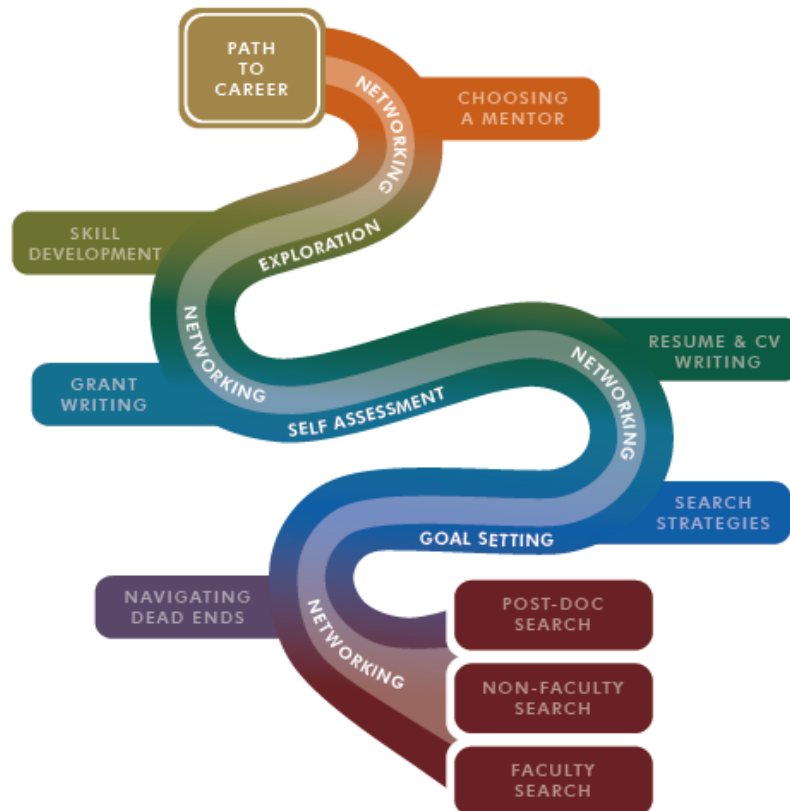 PATH
TO
CAREER
NETWORKING
CHOOSING
A MENTOR
SKILL
DEVELOPMENT
EXPLORATION
NETWORKING
RESUME & CV
WRITING
NETWORKING
GRANT
WRITING
SELF ASSESSMENT
SEARCH
STRATEGIES
GOAL SETTING
NAVIGATING
DEAD ENDS
NETWORKING
POST-DOC
SEARCH
NON-FACULTY
SEARCH
FACULTY
SEARCH